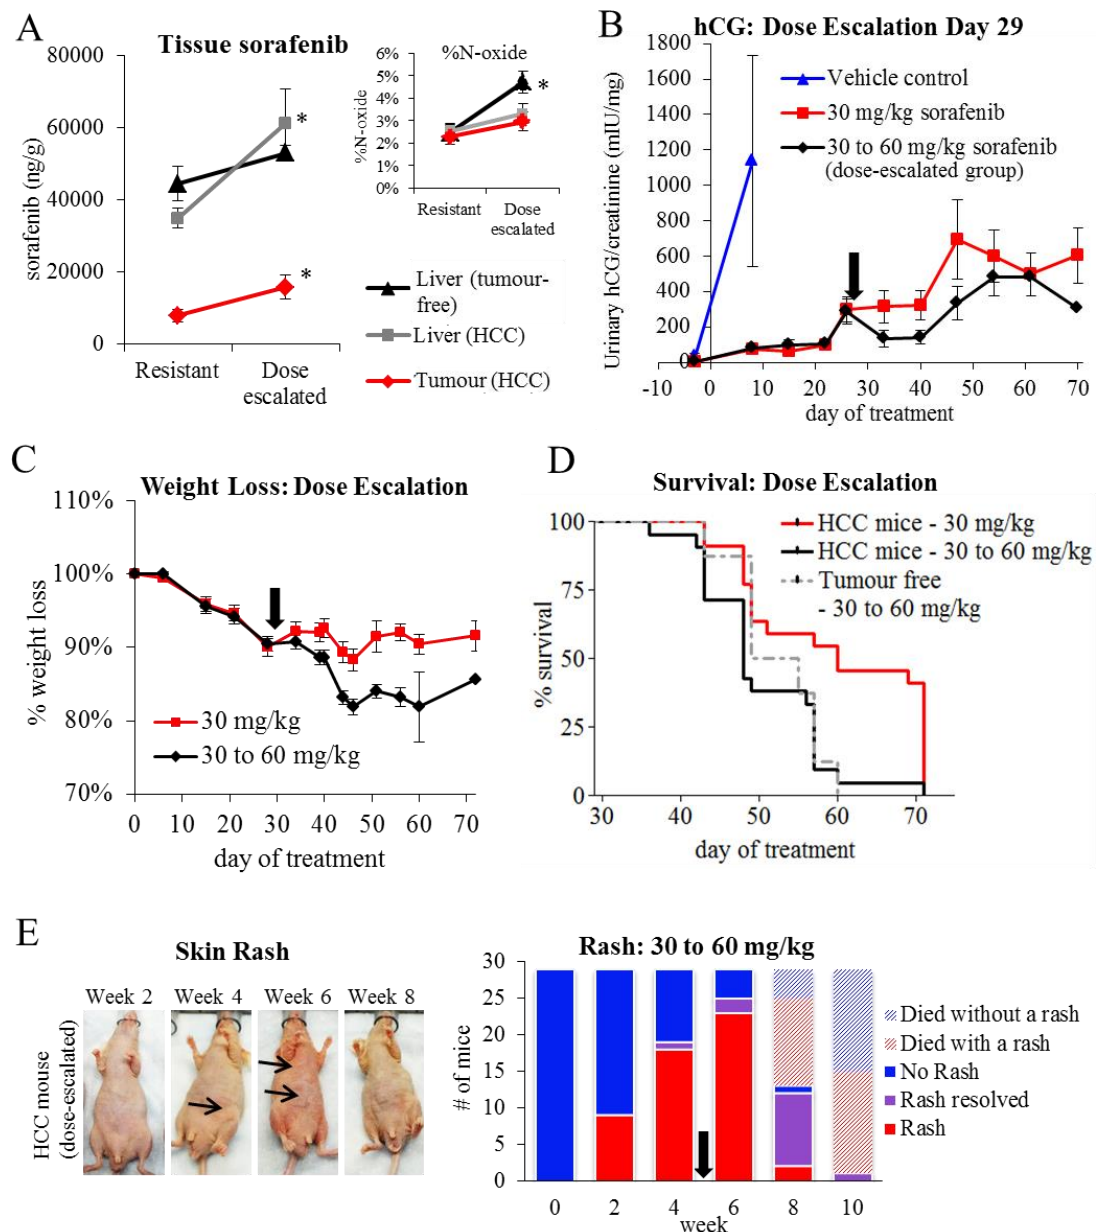 A
Tissue sorafenib
80000
60000
40000
20000
0
sorafenib (ng/g)
*
*
Resistant
Dose
escalated
%N-oxide
6%
5%
4%
3%
2%
1%
0%
%N-oxide
*
Resistant
Dose
escalated
Liver (tumour-
free)
Liver (HCC)
Tumour (HCC)
B
hCG: Dose Escalation Day 29
1800
1600
1400
1200
1000
800
600
400
200
0
Urinary hCG/creatinine (mIU/mg)
Vehicle control
30 mg/kg sorafenib
30 to 60 mg/kg sorafenib
(dose-escalated group)
-10 0 10 20 30 40 50 60 70
day of treatment
C
Weight Loss: Dose Escalation
110%
100%
90%
80%
70%
% weight loss
30 mg/kg
30 to 60 mg/kg
0 10 20 30 40 50 60 70
day of treatment
D
Survival: Dose Escalation
100
75
50
25
0
% survival
HCC mice - 30 mg/kg
HCC mice - 30 to 60 mg/kg
Tumour free
- 30 to 60 mg/kg
30 40 50 60 70
day of treatment
E
Skin Rash
Week 2 Week 4 Week 6 Week 8
HCC mouse
(dose-escalated)
Rash: 30 to 60 mg/kg
30
25
20
15
10
5
0
# of mice
0 2 4 6 8 10
week
Died without a rash
Died with a rash
No Rash
Rash resolved
Rash